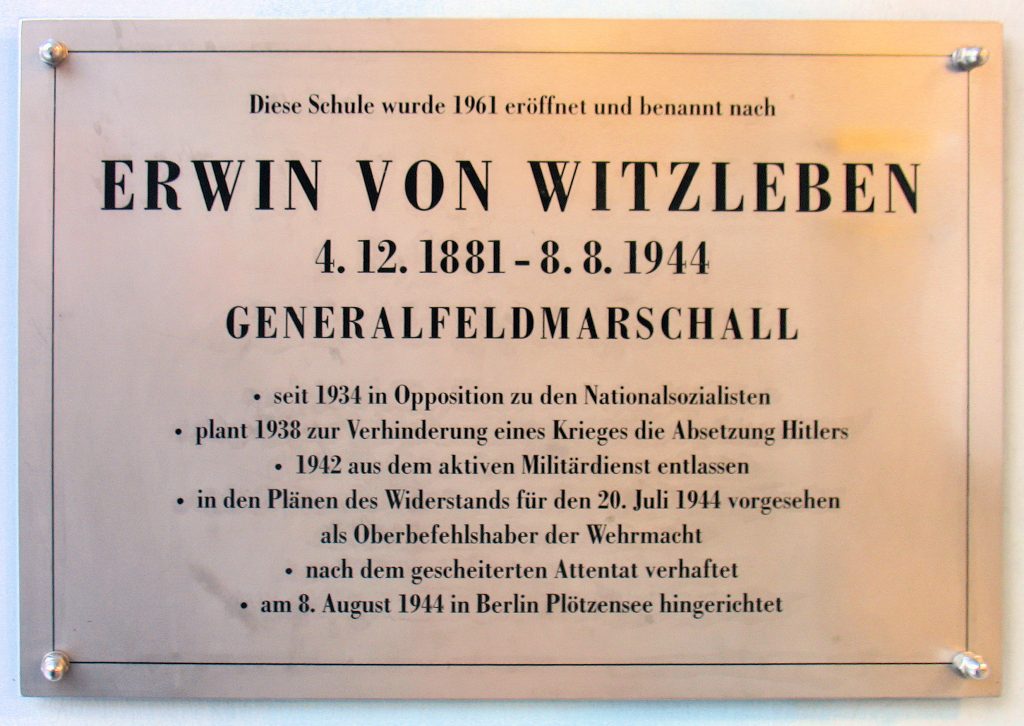 Diese Schule wurde 1961 eröffnet und benannt nach
ERWIN VON WITZLEBEN
4. 12. 1881 – 8. 8. 1944
GENERALFELDMARSCHALL
• seit 1934 in Opposition zu den Nationalsozialisten
• plant 1938 zur Verhinderung eines Krieges die Absetzung Hitlers
• 1942 aus dem aktiven Militärdienst entlassen
• in den Plänen des Widerstands für den 20. Juli 1944 vorgesehen
als Oberbefehlshaber der Wehrmacht
• nach dem gescheiterten Attentat verhaftet
• am 8. August 1944 in Berlin Plötzensee hingerichtet